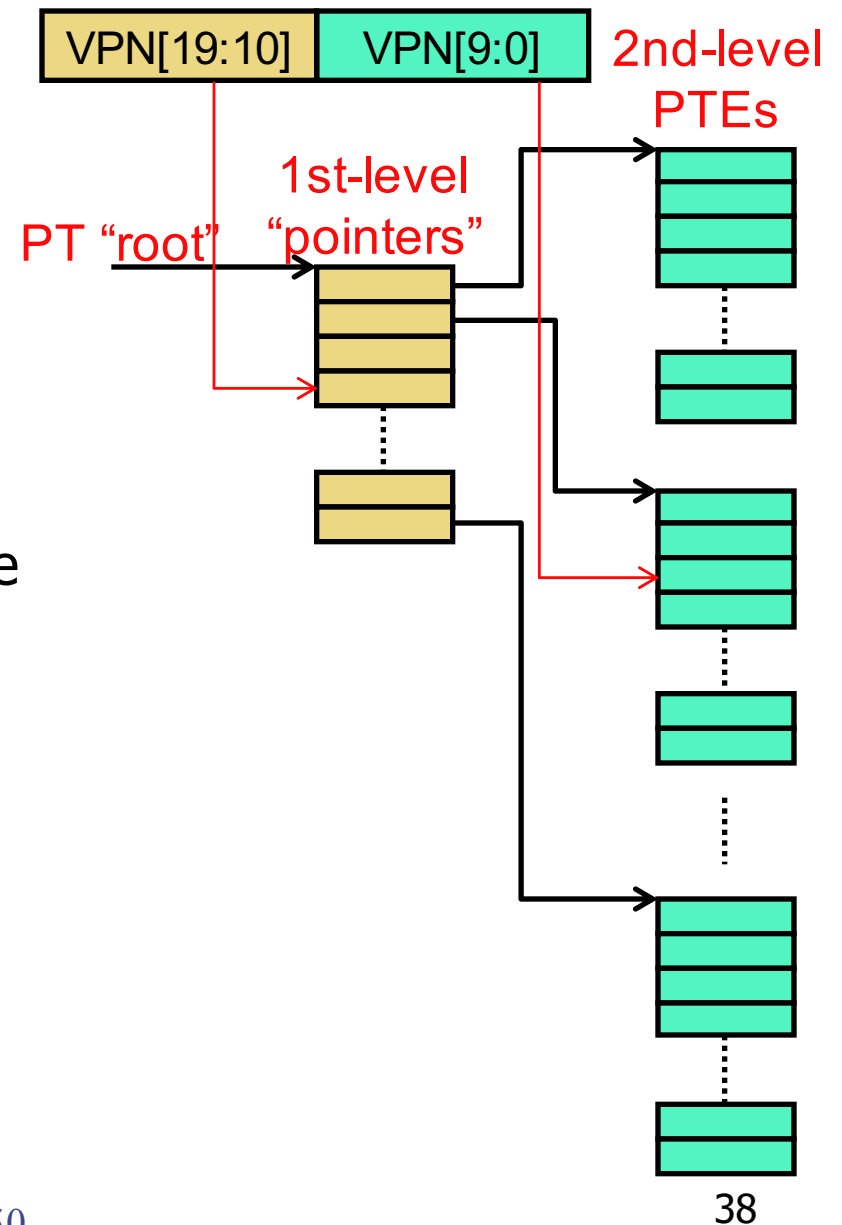 VPN[19:10] VPN[9:0]
2nd-level
PTEs
1st-level
“pointers”
PT “root”
e
38